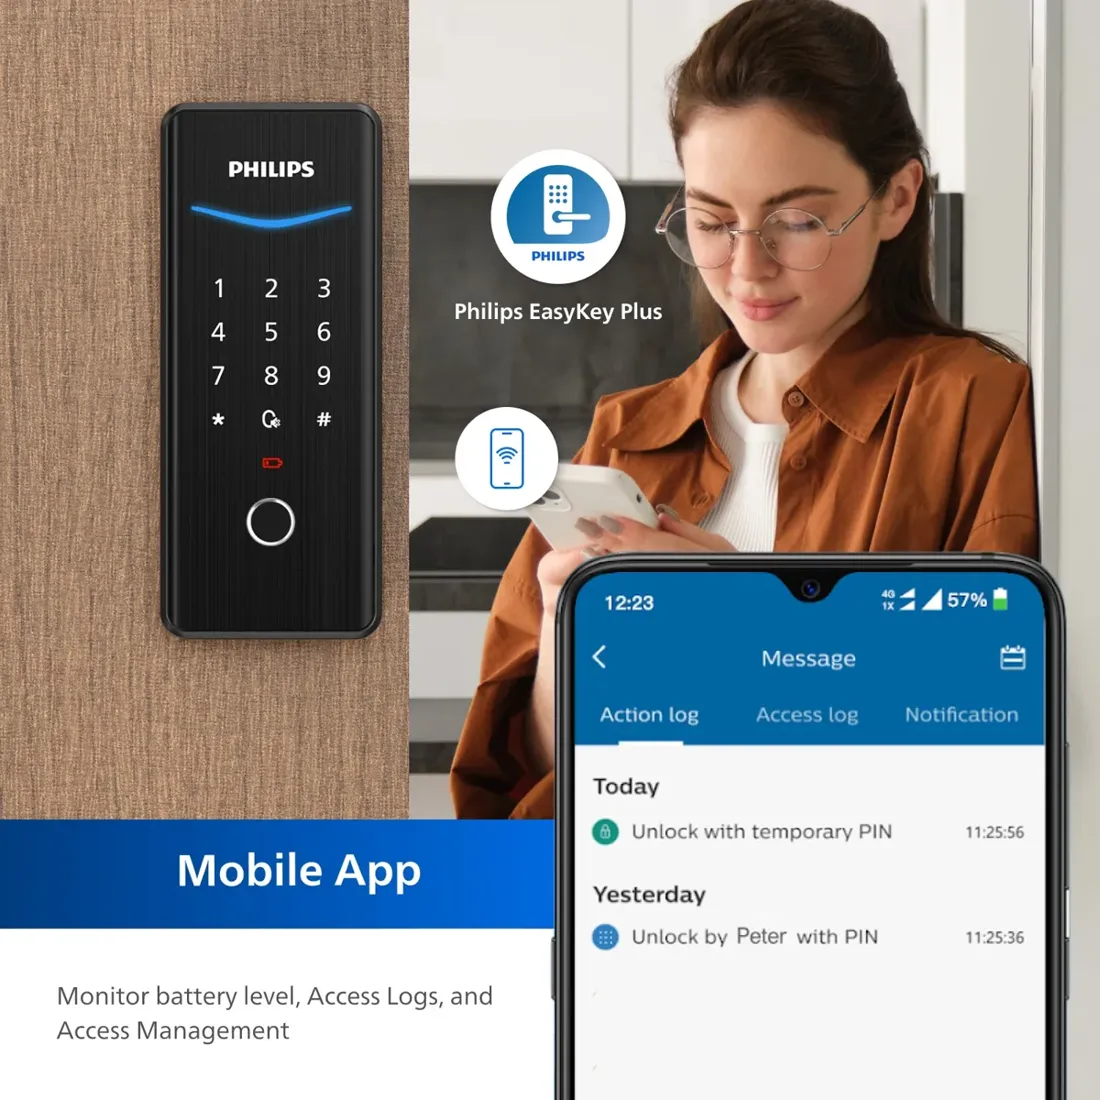 PHILIPS
1 2 3
4 5 6
7 8 9
* #
PHILIPS
Philips EasyKey Plus
12:23
4G
1X
57%
Message
Action log Access log Notification
Today
Unlock with temporary PIN 11:25:56
Yesterday
Unlock by Peter with PIN 11:25:36
Mobile App
Monitor battery level, Access Logs, and
Access Management